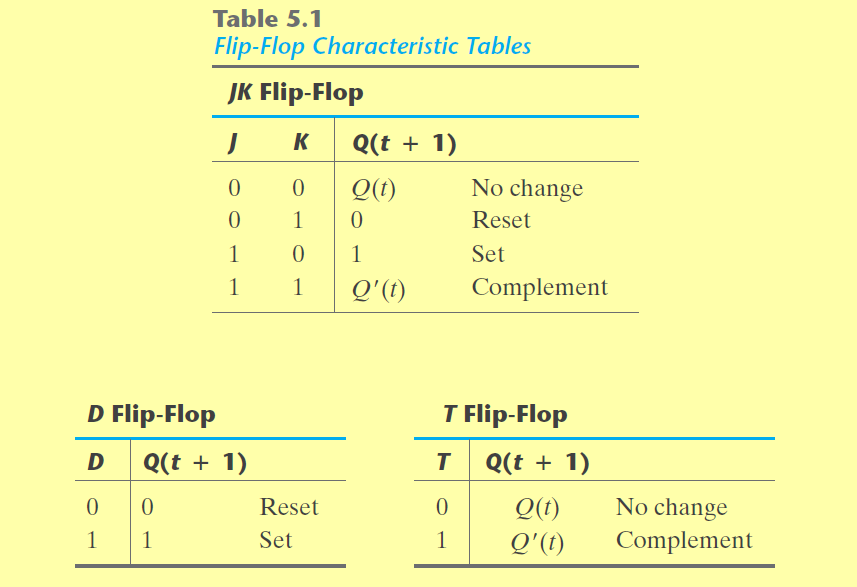 Table 5.1
Flip-Flop Characteristic Tables
JK Flip-Flop
J K Q(t + 1)
0 0 Q(t) No change
0 1 0 Reset
1 0 1 Set
1 1 Q′(t) Complement
D Flip-Flop
D Q(t + 1)
0 0 Reset
1 1 Set
T Flip-Flop
T Q(t + 1)
0 Q(t) No change
1 Q′(t) Complement